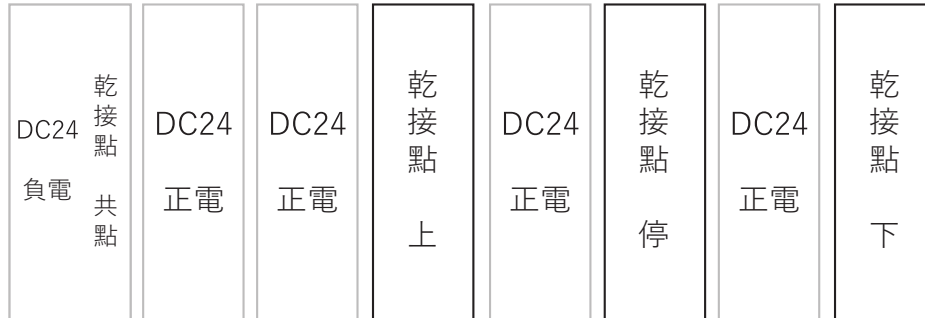 DC24
負電
乾接點 共點
DC24
正電
DC24
正電
乾接點 上
DC24
正電
乾接點 停
DC24
正電
乾接點 下